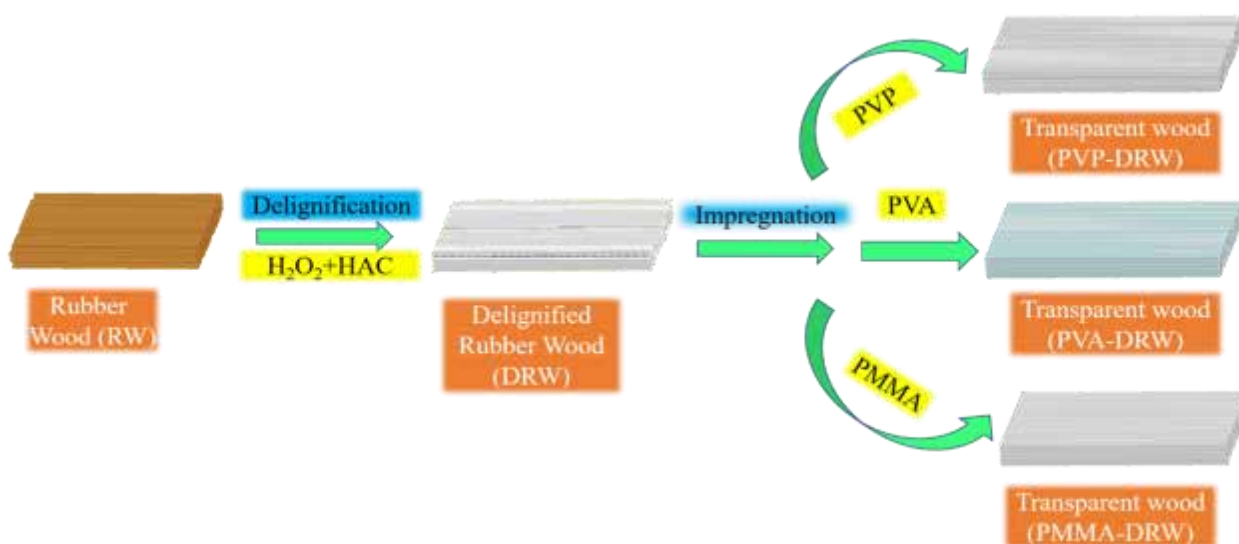 Rubber
Wood (RW)
Delignification
H₂O₂+HAC
Delignified
Rubber Wood
(DRW)
Impregnation
PVP
Transparent wood
(PVP-DRW)
PVA
Transparent wood
(PVA-DRW)
PMMA
Transparent wood
(PMMA-DRW)